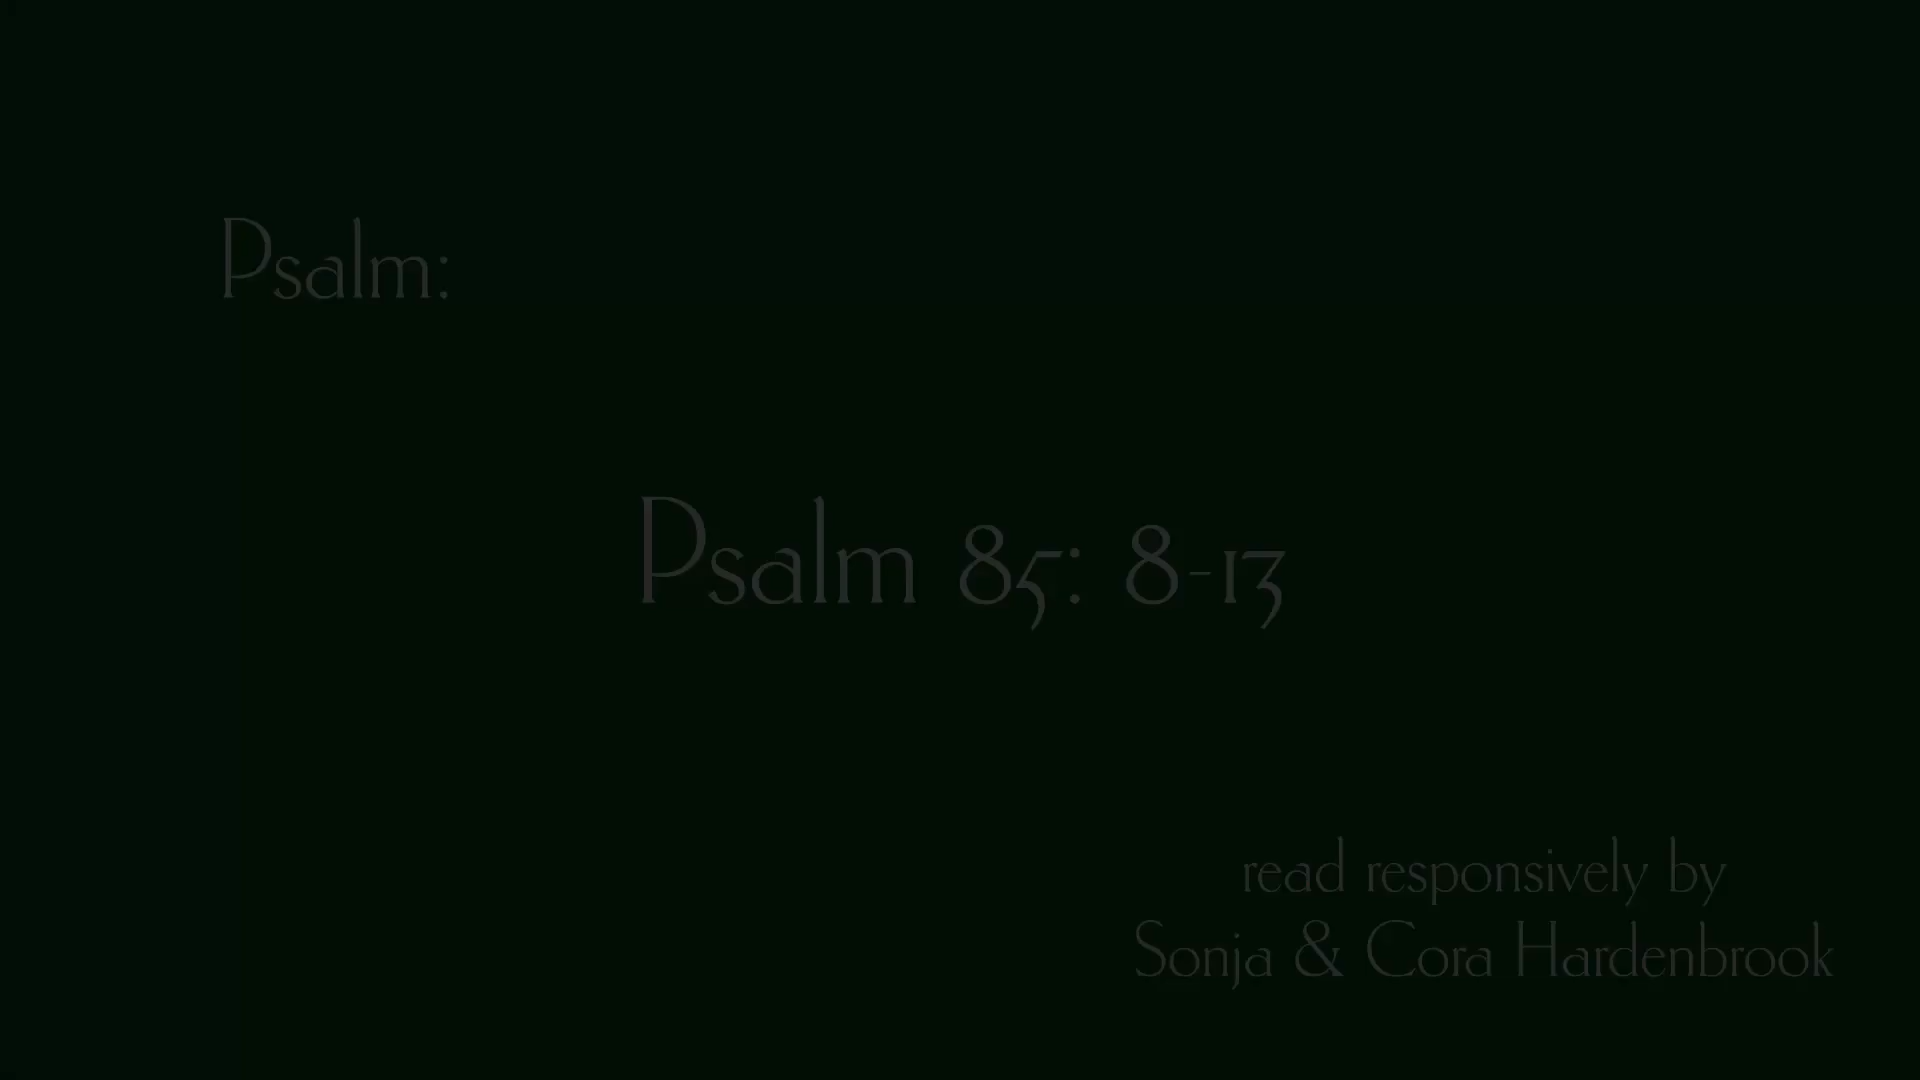 Psalm:
Psalm 85: 8-13
read responsively by
Sonja & Cora Hardenbrook